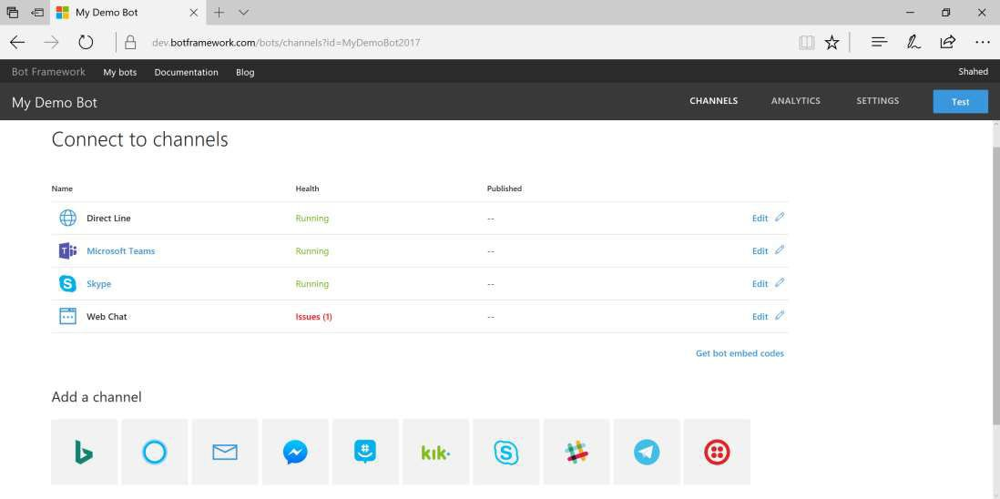 My Demo Bot
dev.botframework.com/bots/channels?id=MyDemoBot2017
Bot Framework My bots Documentation Blog Shahed
My Demo Bot CHANNELS ANALYTICS SETTINGS Test
Connect to channels
Name Health Published
Direct Line Running -- Edit
T Microsoft Teams Running -- Edit
S Skype Running -- Edit
Web Chat Issues (1) -- Edit
Get bot embed codes
Add a channel
kik.
S